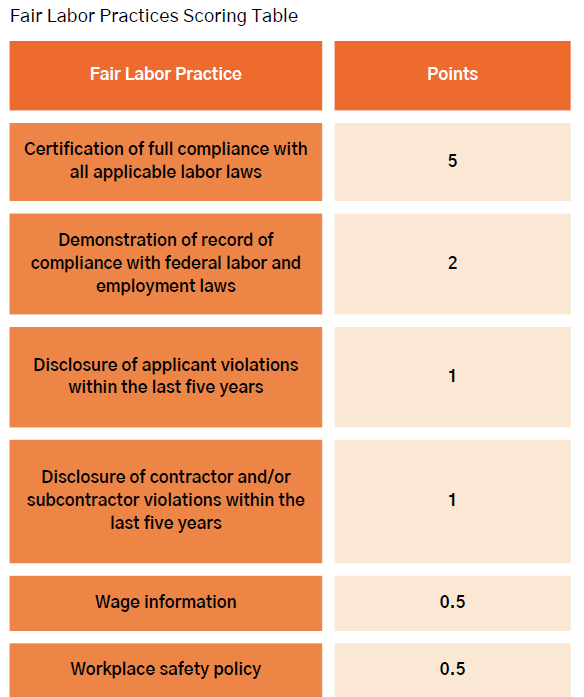 Fair Labor Practices Scoring Table
Fair Labor Practice
Points
Certification of full compliance with
all applicable labor laws
5
Demonstration of record of
compliance with federal labor and
employment laws
2
Disclosure of applicant violations
within the last five years
1
Disclosure of contractor and/or
subcontractor violations within the
last five years
1
Wage information
0.5
Workplace safety policy
0.5